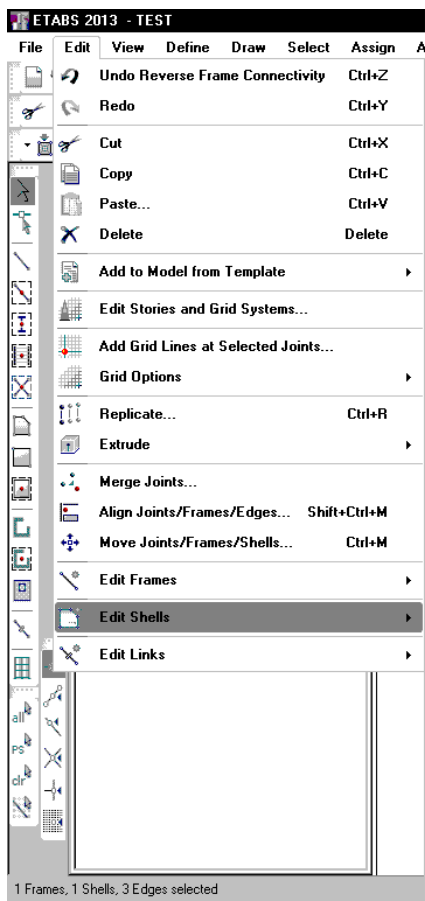 ETABS 2013 - TEST
File Edit View Define Draw Select Assign A
Undo Reverse Frame Connectivity Ctrl+Z
Redo Ctrl+Y
Cut Ctrl+X
Copy Ctrl+C
Paste... Ctrl+V
Delete Delete
Add to Model from Template
Edit Stories and Grid Systems...
Add Grid Lines at Selected Joints...
Grid Options
Replicate... Ctrl+R
Extrude
Merge Joints...
Align Joints/Frames/Edges... Shift+Ctrl+M
Move Joints/Frames/Shells... Ctrl+M
Edit Frames
Edit Shells
Edit Links
all
ps
clr
1 Frames, 1 Shells, 3 Edges selected